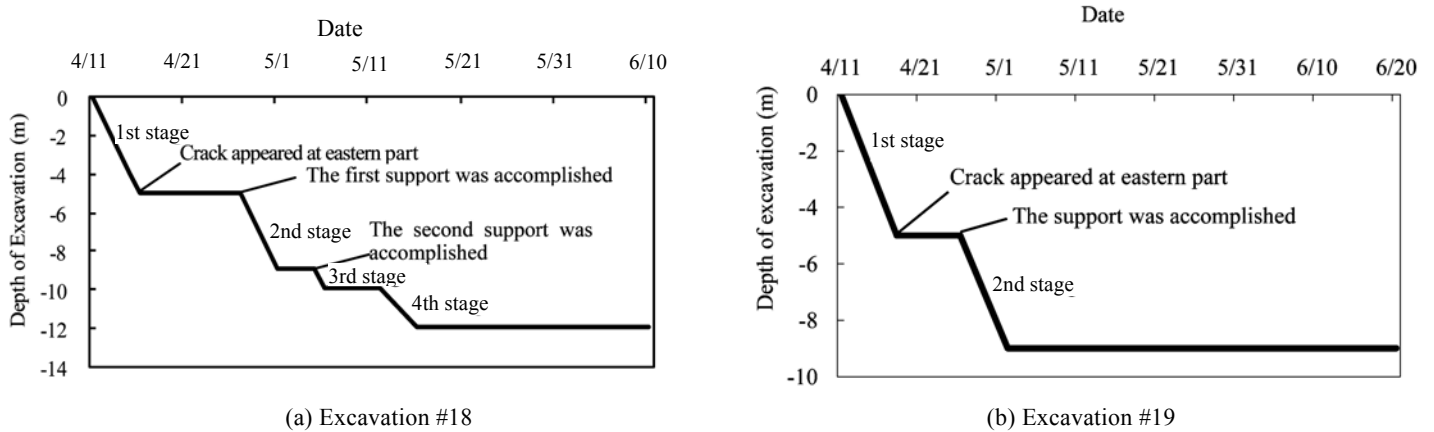 Date
4/11 4/21 5/1 5/11 5/21 5/31 6/10
Depth of Excavation (m)
0
-2
-4
-6
-8
-10
-12
-14
1st stage
Crack appeared at eastern part
The first support was accomplished
2nd stage
The second support was
accomplished
3rd stage
4th stage
(a) Excavation #18
Date
4/11 4/21 5/1 5/11 5/21 5/31 6/10 6/20
Depth of excavation (m)
0
-2
-4
-6
-8
-10
1st stage
Crack appeared at eastern part
The support was accomplished
2nd stage
(b) Excavation #19